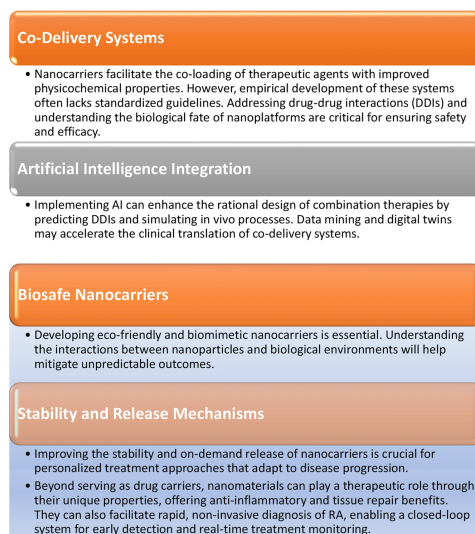 Co-Delivery Systems
• Nanocarriers facilitate the co-loading of therapeutic agents with improved
physicochemical properties. However, empirical development of these systems
often lacks standardized guidelines. Addressing drug-drug interactions (DDIs) and
understanding the biological fate of nanoplatforms are critical for ensuring safety
and efficacy.
Artificial Intelligence Integration
• Implementing AI can enhance the rational design of combination therapies by
predicting DDIs and simulating in vivo processes. Data mining and digital twins
may accelerate the clinical translation of co-delivery systems.
Biosafe Nanocarriers
• Developing eco-friendly and biomimetic nanocarriers is essential. Understanding
the interactions between nanoparticles and biological environments will help
mitigate unpredictable outcomes.
Stability and Release Mechanisms
• Improving the stability and on-demand release of nanocarriers is crucial for
personalized treatment approaches that adapt to disease progression.
• Beyond serving as drug carriers, nanomaterials can play a therapeutic role through
their unique properties, offering anti-inflammatory and tissue repair benefits.
They can also facilitate rapid, non-invasive diagnosis of RA, enabling a closed-loop
system for early detection and real-time treatment monitoring.